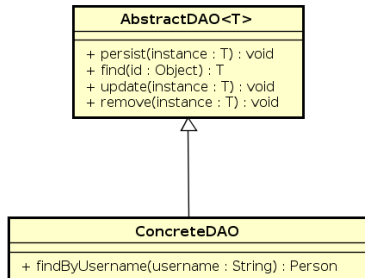 AbstractDAO<T>
+ persist(instance : T) : void
+ find(id : Object) : T
+ update(instance : T) : void
+ remove(instance : T) : void
ConcreteDAO
+ findByUsername(username : String) : Person